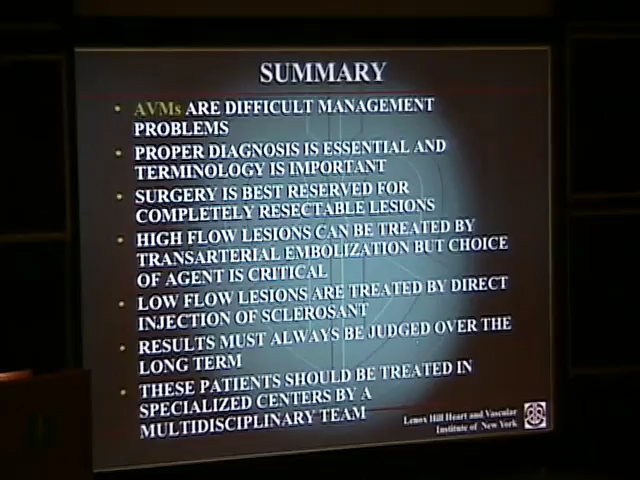 SUMMARY
• AVMs ARE DIFFICULT MANAGEMENT
PROBLEMS
• PROPER DIAGNOSIS IS ESSENTIAL AND
TERMINOLOGY IS IMPORTANT
• SURGERY IS BEST RESERVED FOR
COMPLETELY RESECTABLE LESIONS
• HIGH FLOW LESIONS CAN BE TREATED BY
TRANSARTERIAL EMBOLIZATION BUT CHOICE
OF AGENT IS CRITICAL
• LOW FLOW LESIONS ARE TREATED BY DIRECT
INJECTION OF SCLEROSANT
• RESULTS MUST ALWAYS BE JUDGED OVER THE
LONG TERM
• THESE PATIENTS SHOULD BE TREATED IN
SPECIALIZED CENTERS BY A
MULTIDISCIPLINARY TEAM
Lenox Hill Heart and Vascular
Institute of New York